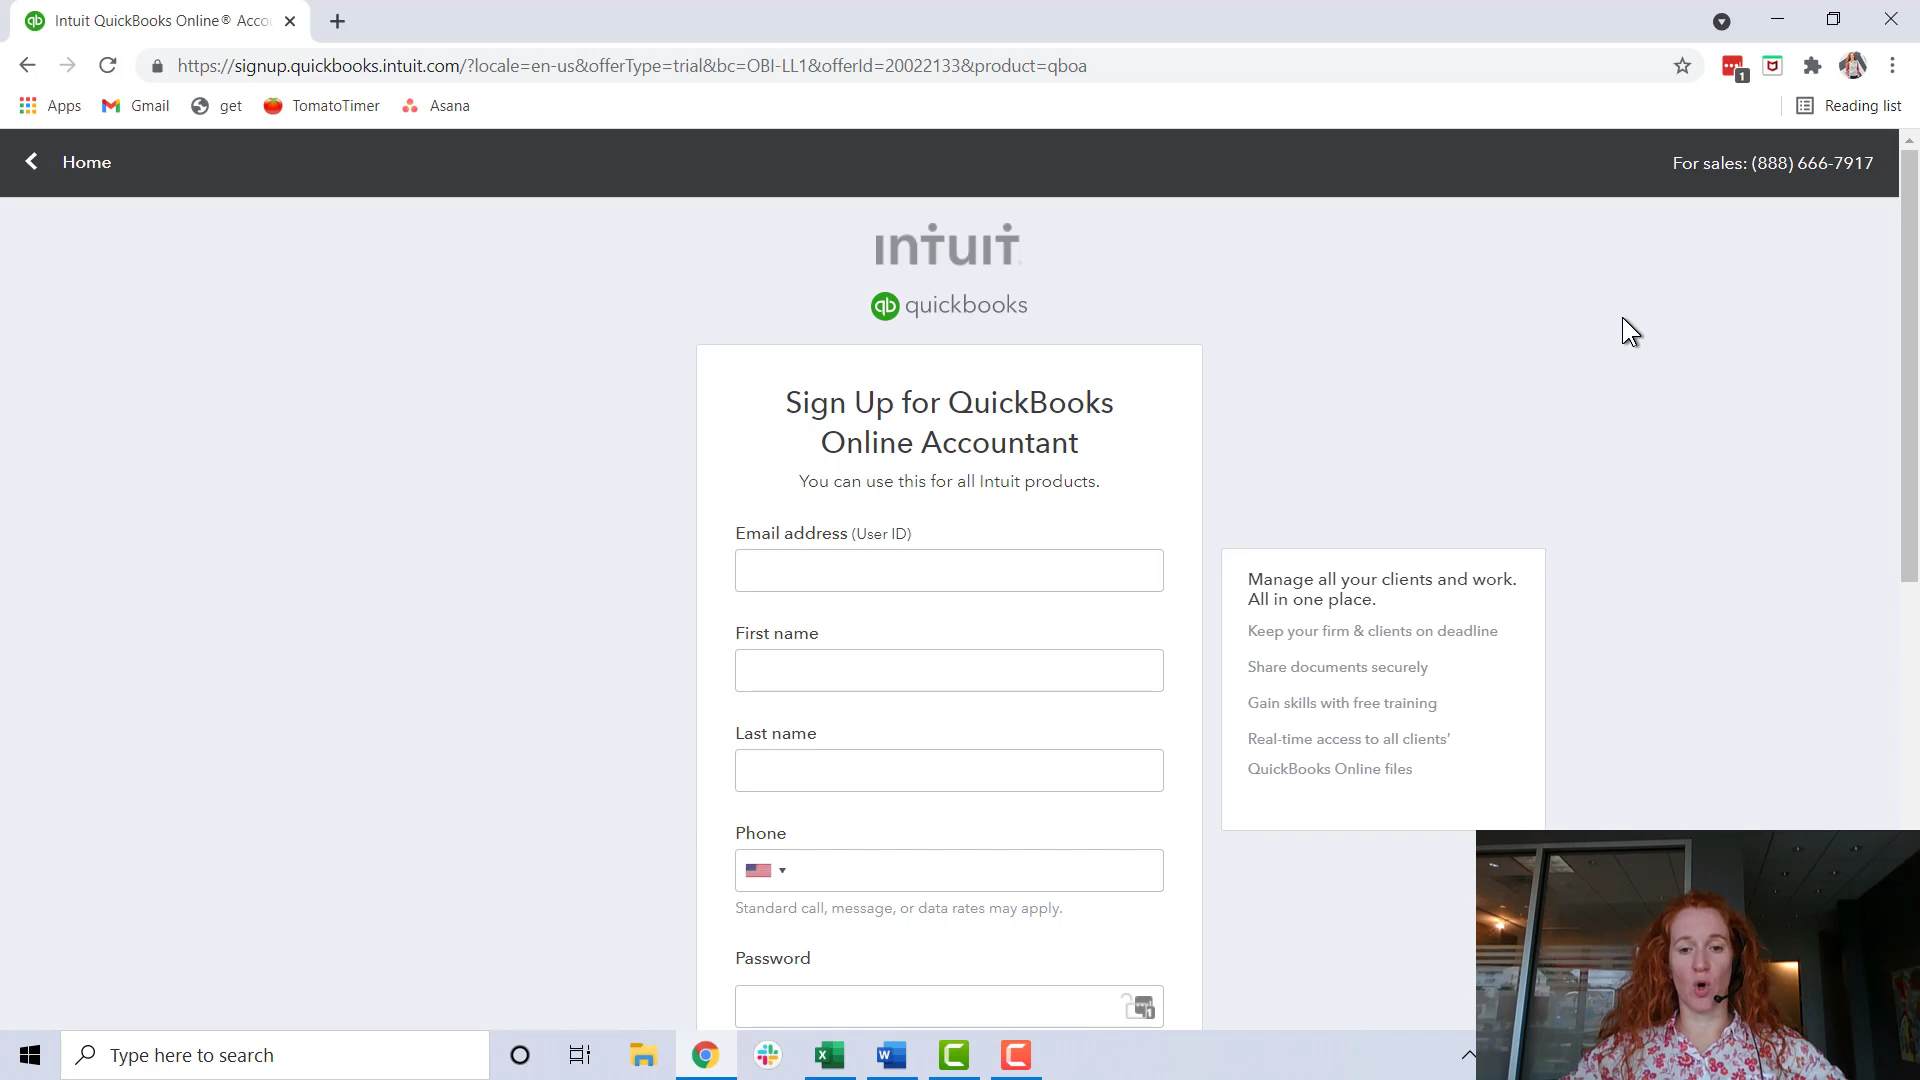 Intuit QuickBooks Online® Acco
https://signup.quickbooks.intuit.com/?locale=en-us&offerType=trial&bc=OBI-LL1&offerId=20022133&product=qboa
1
Apps
Gmail
get
TomatoTimer
Asana
Reading list
Home
For sales: (888) 666-7917
intuit
qb quickbooks
Sign Up for QuickBooks
Online Accountant
You can use this for all Intuit products.
Email address (User ID)
First name
Last name
Phone
Standard call, message, or data rates may apply.
Password
1
Manage all your clients and work.
All in one place.
Keep your firm & clients on deadline
Share documents securely
Gain skills with free training
Real-time access to all clients’
QuickBooks Online files
Type here to search